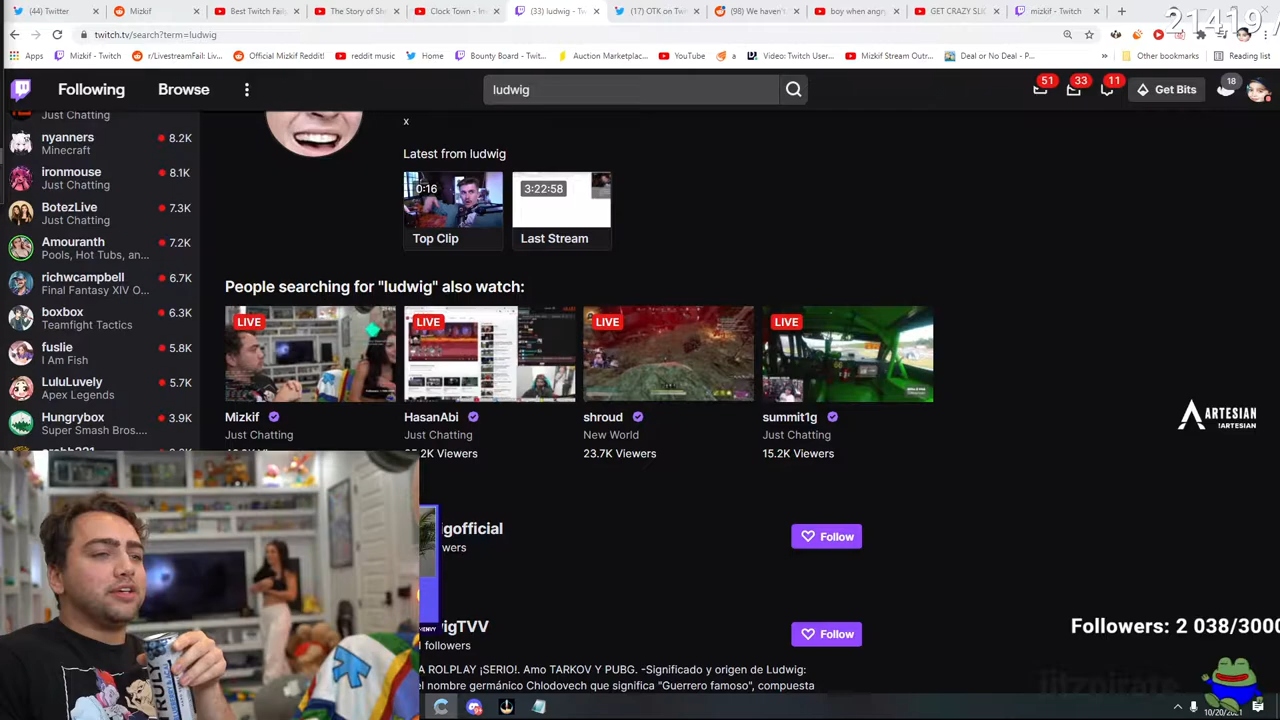 (44) Twitter
Mizkif
Best Twitch Fails
The Story of Sh
Clock Town - In
(33) ludwig - Tw
(17) OTK on Tw
(98) We haven'
boy when angry
GET CRAZY SLI
mizkif - Twitch
21419
twitch.tv/search?term=ludwig
Apps
Mizkif - Twitch
r/LivestreamFail: Liv...
Official Mizkif Reddit!
reddit music
Home
Bounty Board - Twit...
Auction Marketplac...
YouTube
a
Video: Twitch User...
Mizkif Stream Outr...
Deal or No Deal - P...
Other bookmarks
Reading list
Following
Browse
ludwig
51
33
11
Get Bits
18
Just Chatting
nyanners
8.2K
Minecraft
ironmouse
8.1K
Just Chatting
BotezLive
7.3K
Just Chatting
Amouranth
7.2K
Pools, Hot Tubs, an...
richwcampbell
6.7K
Final Fantasy XIV O...
boxbox
6.3K
Teamfight Tactics
fuslie
5.8K
I Am Fish
LuluLuvely
5.7K
Apex Legends
Hungrybox
3.9K
Super Smash Bros....
x
Latest from ludwig
0:16
3:22:58
Top Clip
Last Stream
People searching for "ludwig" also watch:
LIVE
LIVE
LIVE
LIVE
Mizkif
HasanAbi
shroud
summit1g
Just Chatting
Just Chatting
New World
Just Chatting
Viewers
23.7K Viewers
15.2K Viewers
ARTESIAN
!ARTESIAN
gofficial
wers
Follow
igTVV
followers
Follow
A ROLPLAY ¡SERIO!. Amo TARKOV Y PUBG. -Significado y origen de Ludwig:
el nombre germánico Chlodovech que significa "Guerrero famoso", compuesta
Followers: 2 038/3000
10/20/2021